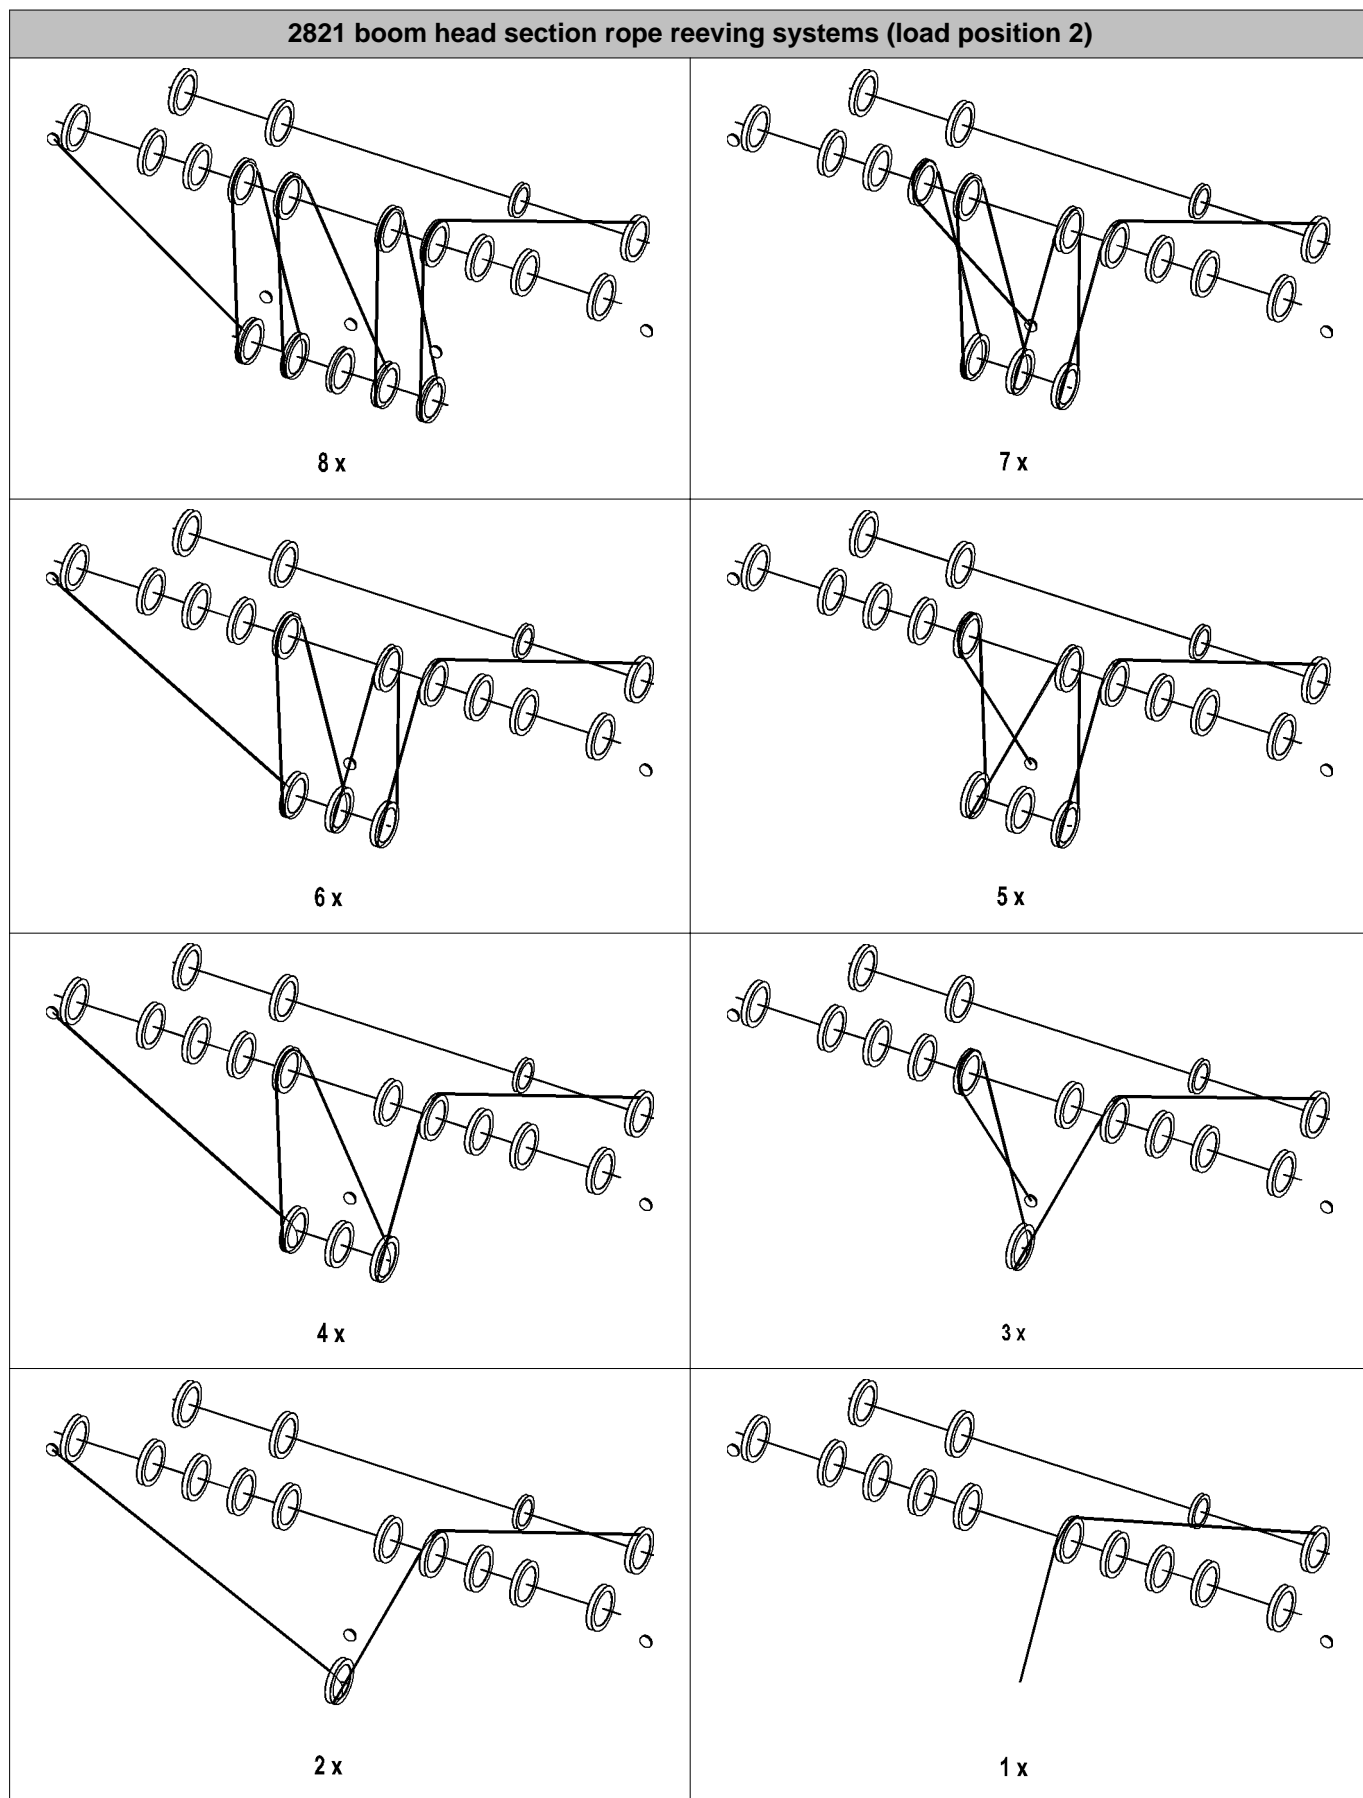 2821 boom head section rope reeving systems (load position 2)
8 x
7 x
6 x
5 x
4 x
3 x
2 x
1 x